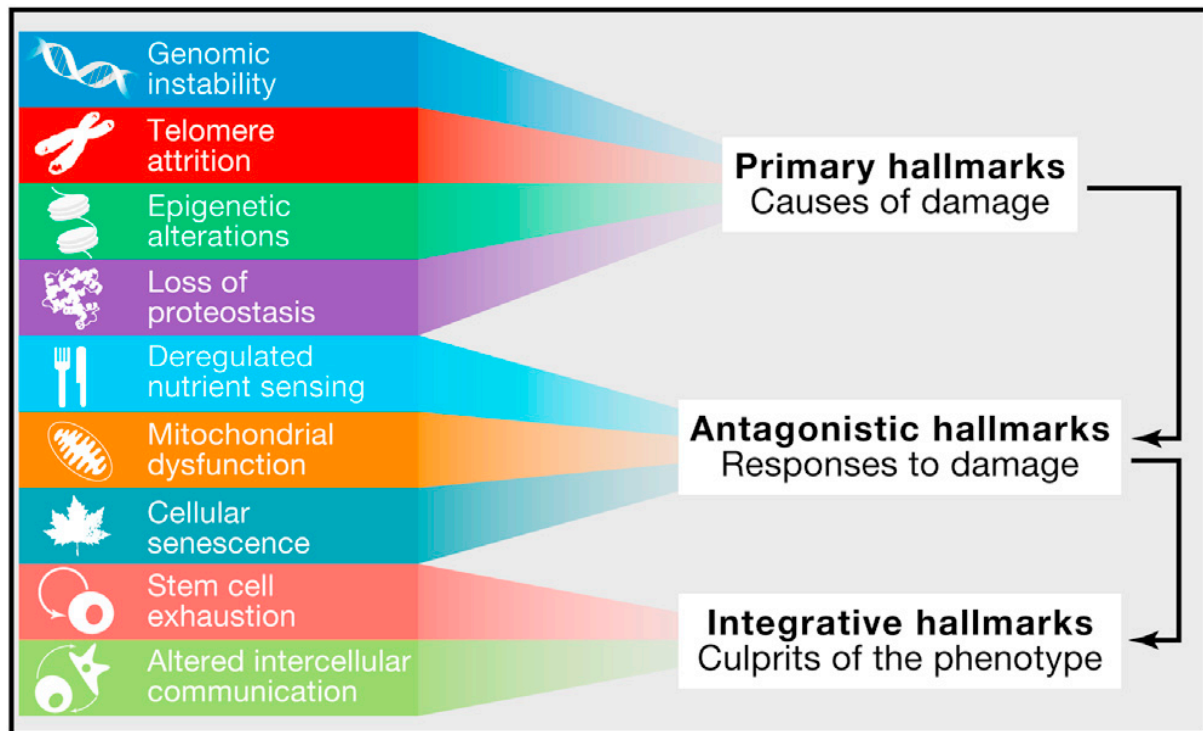 Genomic
instability
Telomere
attrition
Epigenetic
alterations
Loss of
proteostasis
Deregulated
nutrient sensing
Mitochondrial
dysfunction
Cellular
senescence
Stem cell
exhaustion
Altered intercellular
communication
Primary hallmarks
Causes of damage
Antagonistic hallmarks
Responses to damage
Integrative hallmarks
Culprits of the phenotype